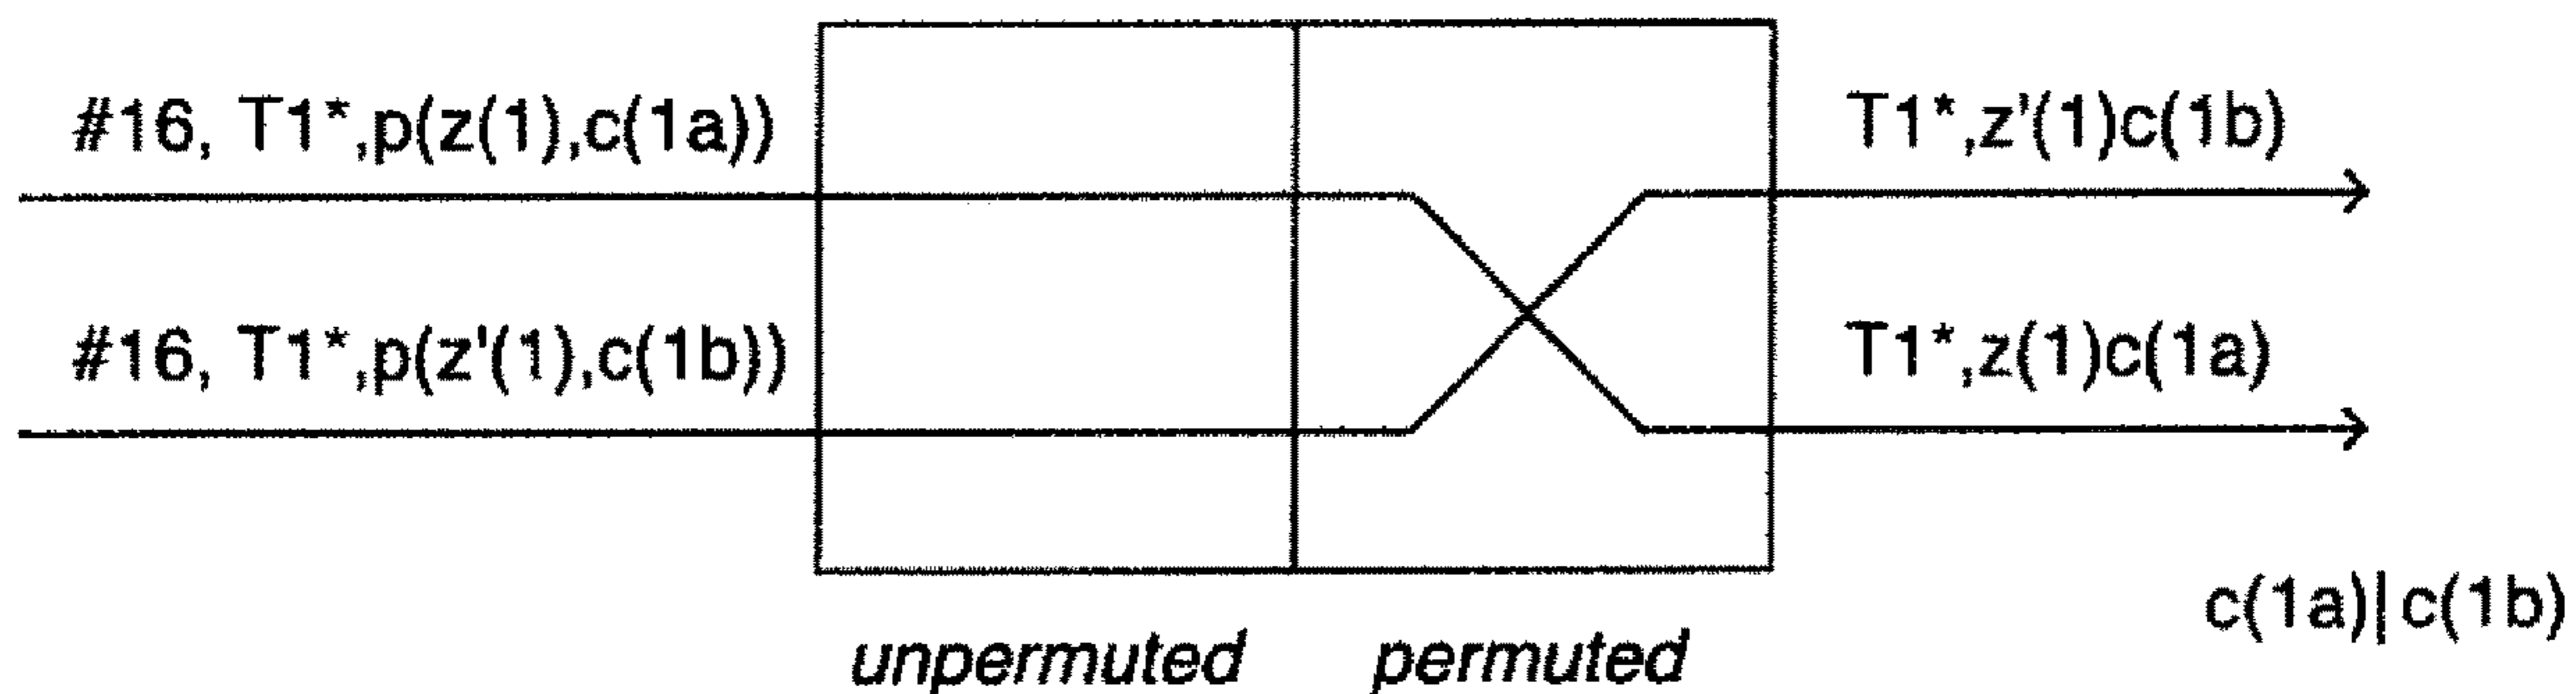 #16, T1*,p(z(1),c(1a))
T1*,z'(1)c(1b)
#16, T1*,p(z'(1),c(1b))
T1*,z(1)c(1a)
c(1a)|c(1b)
unpermuted
permuted